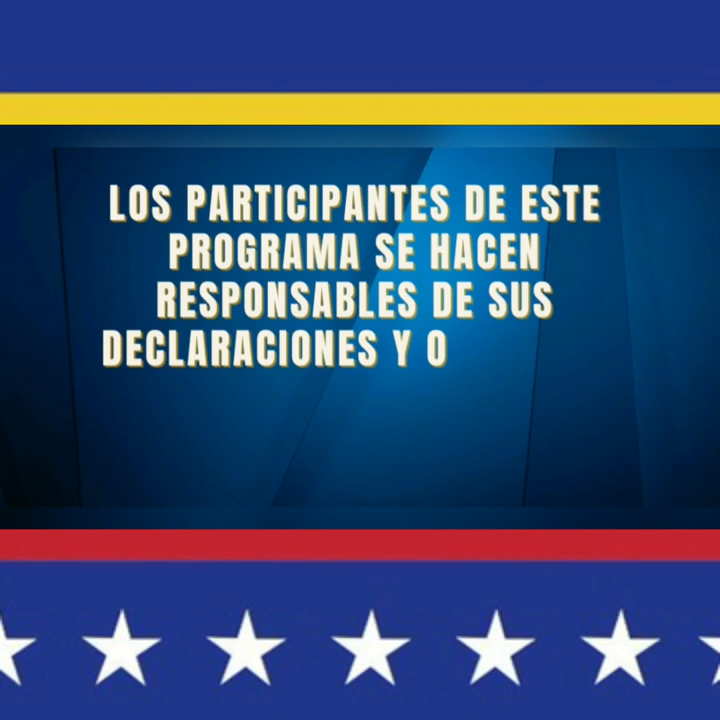 LOS PARTICIPANTES DE ESTE
PROGRAMA SE HACEN
RESPONSABLES DE SUS
DECLARACIONES Y O